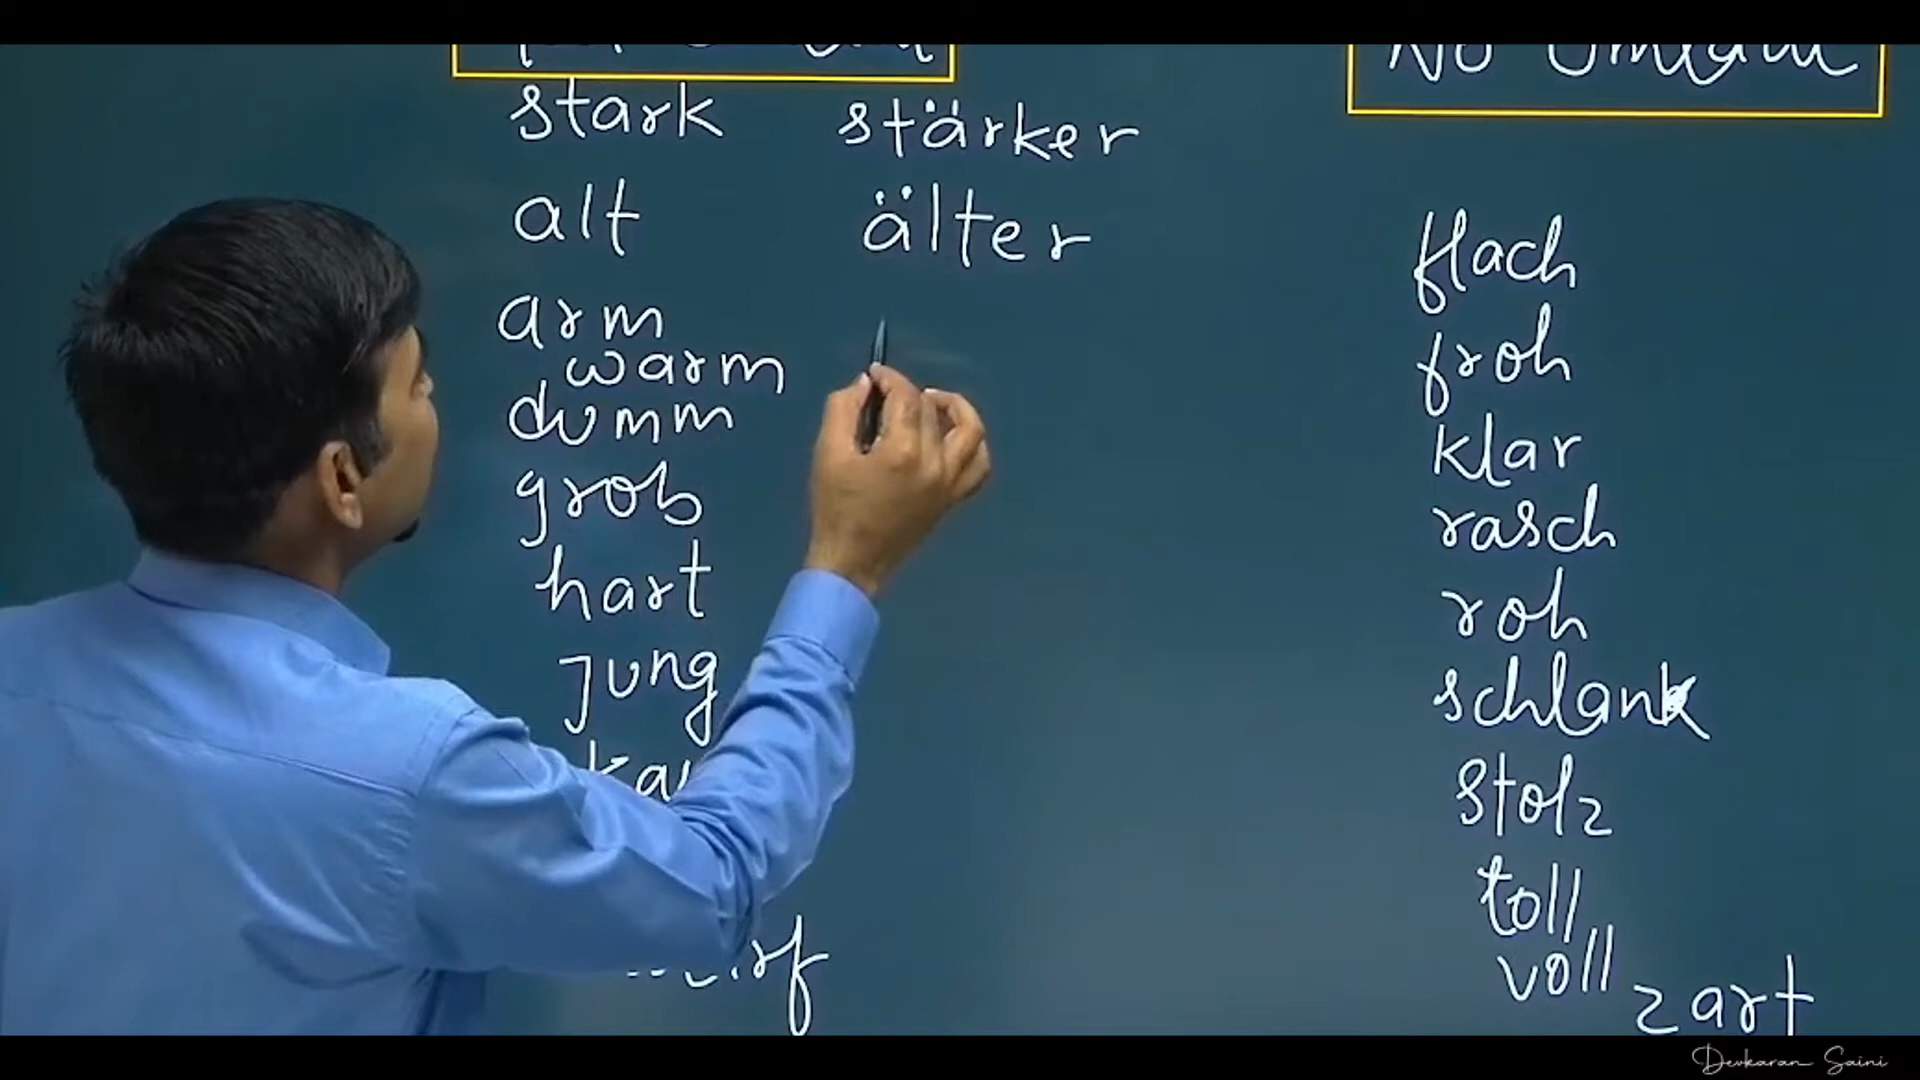 No Umlaut
stark stärker
alt älter
arm
warm
dumm
grob
hart
jung
flach
froh
klar
rasch
roh
schlank
stolz
toll
voll
zart
Devkaran Saini